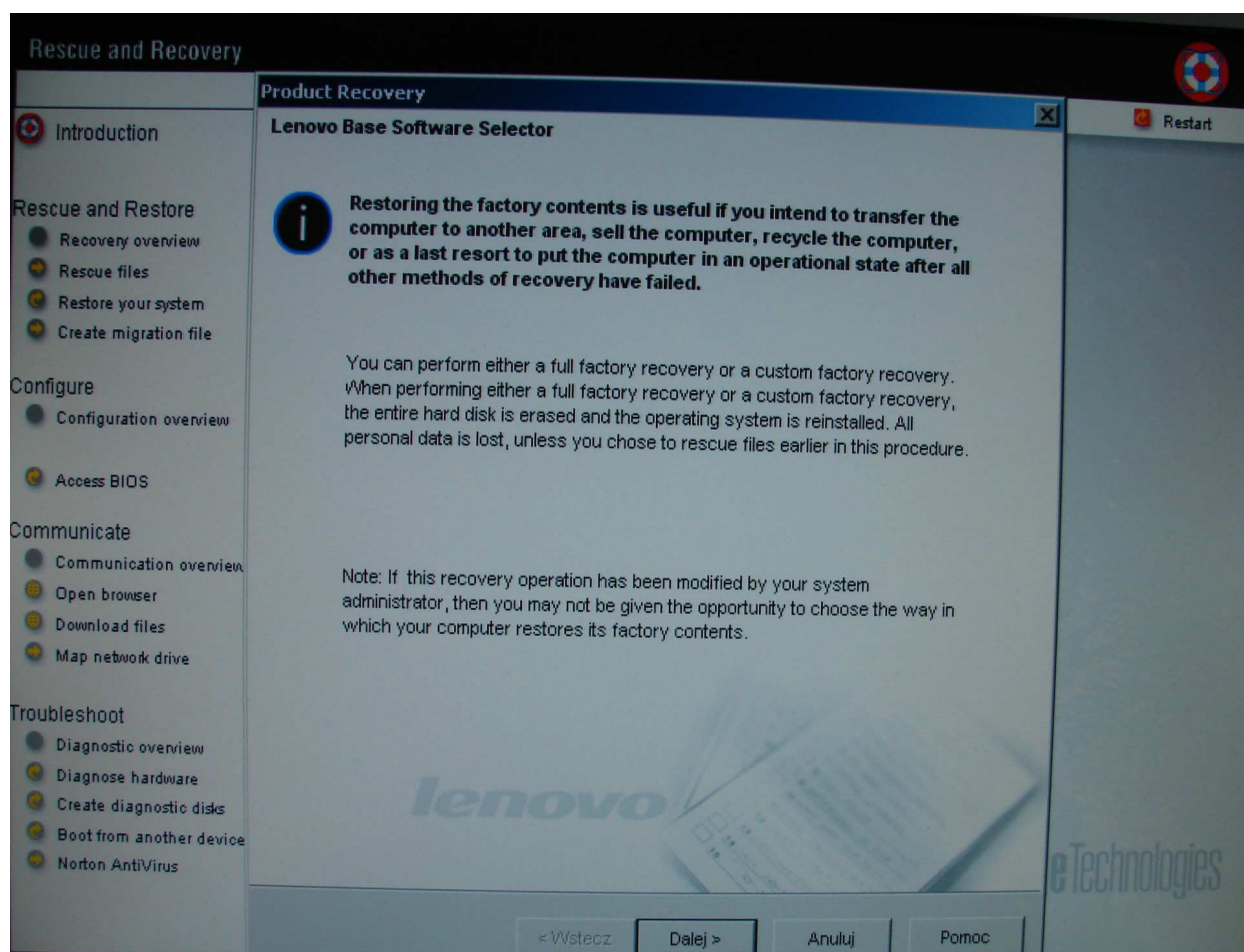 Rescue and Recovery
Product Recovery
Restart
Introduction
Rescue and Restore
Recovery overview
Rescue files
Restore your system
Create migration file
Configure
Configuration overview
Access BIOS
Communicate
Communication overview
Open browser
Download files
Map network drive
Troubleshoot
Diagnostic overview
Diagnose hardware
Create diagnostic disks
Boot from another device
Norton AntiVirus
Lenovo Base Software Selector
Restoring the factory contents is useful if you intend to transfer the
computer to another area, sell the computer, recycle the computer,
or as a last resort to put the computer in an operational state after all
other methods of recovery have failed.
You can perform either a full factory recovery or a custom factory recovery.
When performing either a full factory recovery or a custom factory recovery,
the entire hard disk is erased and the operating system is reinstalled. All
personal data is lost, unless you chose to rescue files earlier in this procedure.
Note: If this recovery operation has been modified by your system
administrator, then you may not be given the opportunity to choose the way in
which your computer restores its factory contents.
lenovo
e Technologies
< Wstecz
Dalej >
Anuluj
Pomoc